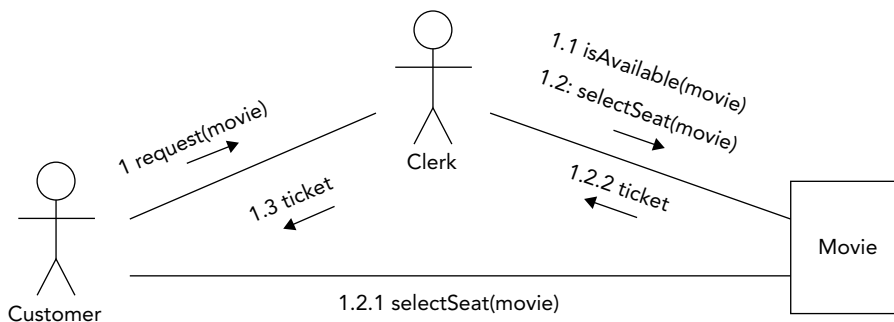 1.1 isAvailable(movie)
1.2: selectSeat(movie)
1 request(movie)
Clerk
1.3 ticket
1.2.2 ticket
Movie
Customer
1.2.1 selectSeat(movie)